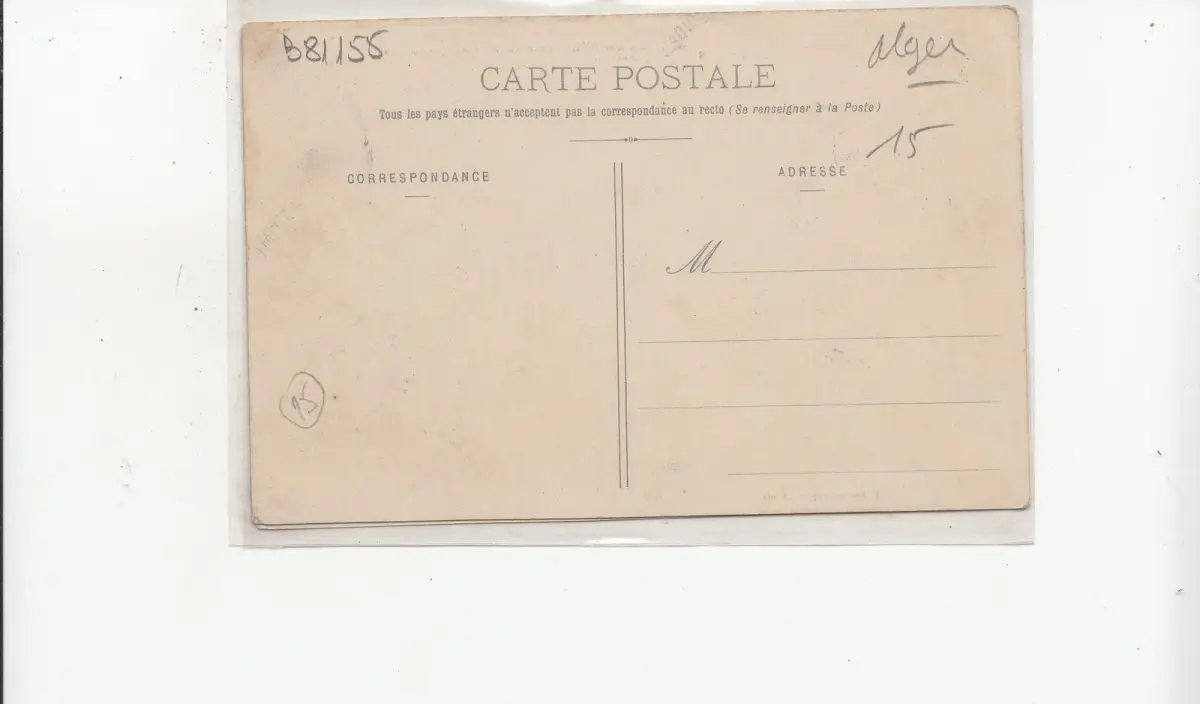 B81155
Alger
CARTE POSTALE
Tous les pays étrangers n'acceptent pas la correspondance au recto (Se renseigner à la Poste)
15
CORRESPONDANCE
ADRESSE
M